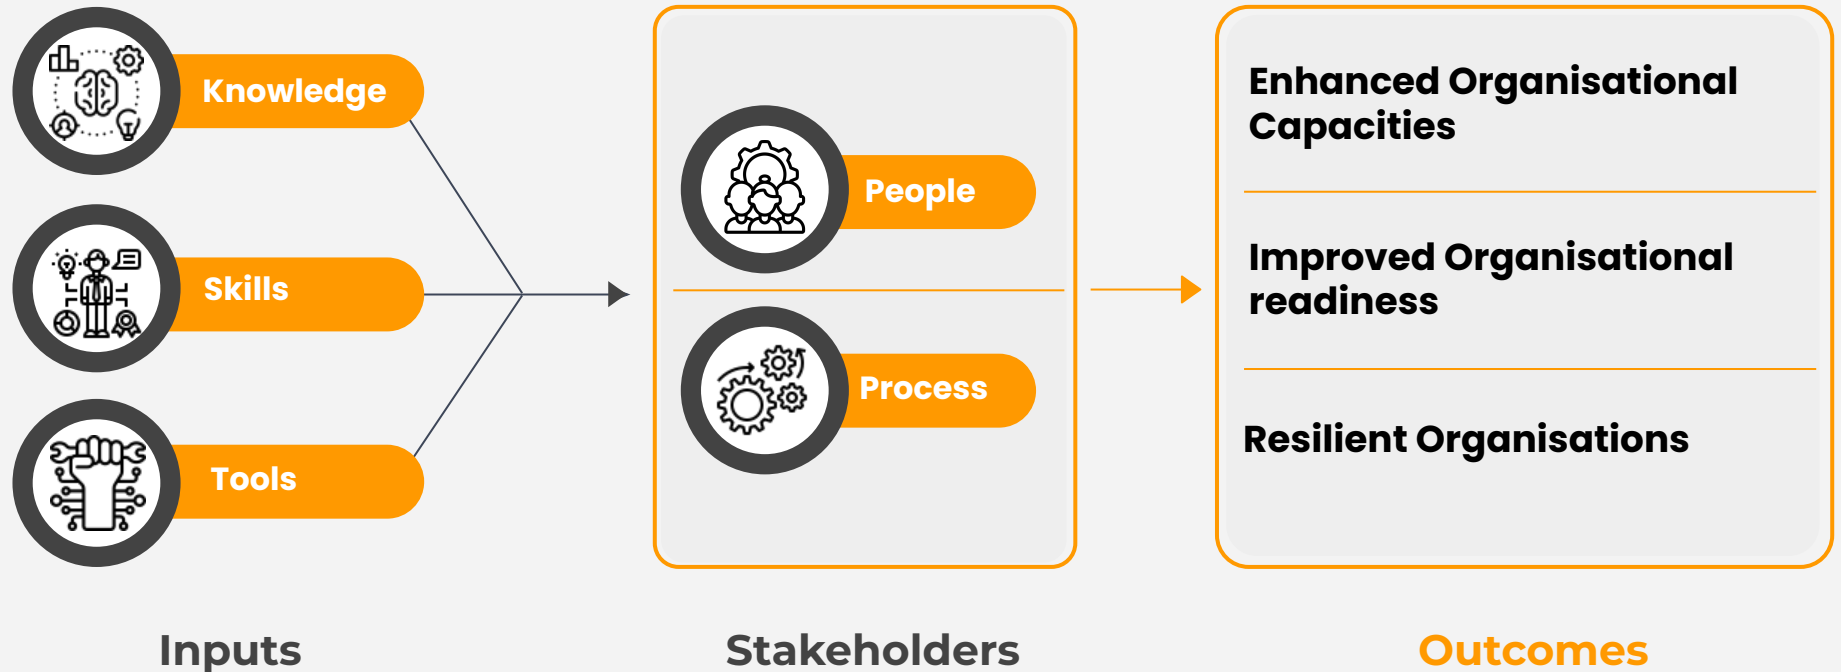 Knowledge
Skills
Tools
Inputs
People
Process
Stakeholders
Enhanced Organisational
Capacities
Improved Organisational
readiness
Resilient Organisations
Outcomes